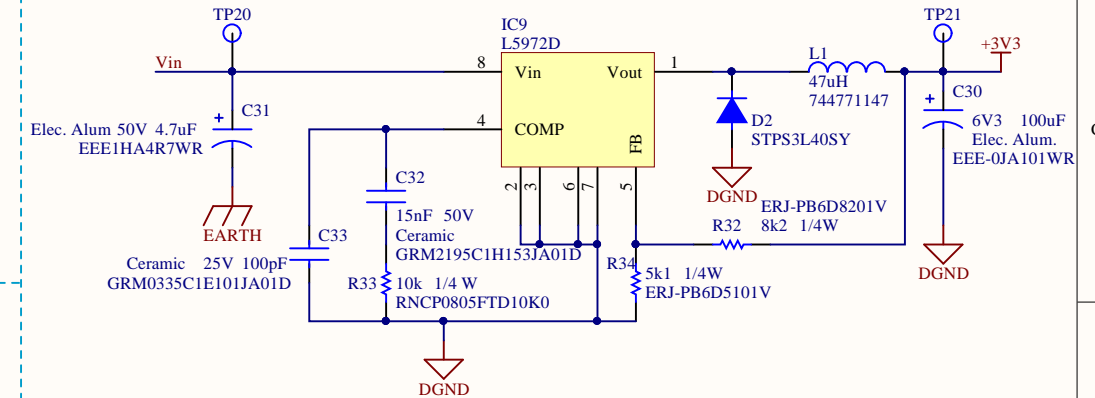 TP20
Vin
C31
Elec. Alum 50V 4.7uF
EEE1HA4R7WR
EARTH
IC9
L5972D
8
Vin
Vout
1
4
COMP
FB
2
3
6
7
5
C32
15nF 50V
Ceramic
GRM2195C1H153JA01D
C33
Ceramic 25V 100pF
GRM0335C1E101JA01D
R33
10k 1/4 W
RNCP0805FTD10K0
DGND
R34
5k1 1/4W
ERJ-PB6D5101V
ERJ-PB6D8201V
R32
8k2 1/4W
D2
STPS3L40SY
DGND
L1
47uH
744771147
TP21
+3V3
C30
6V3 100uF
Elec. Alum.
EEE-0JA101WR
DGND